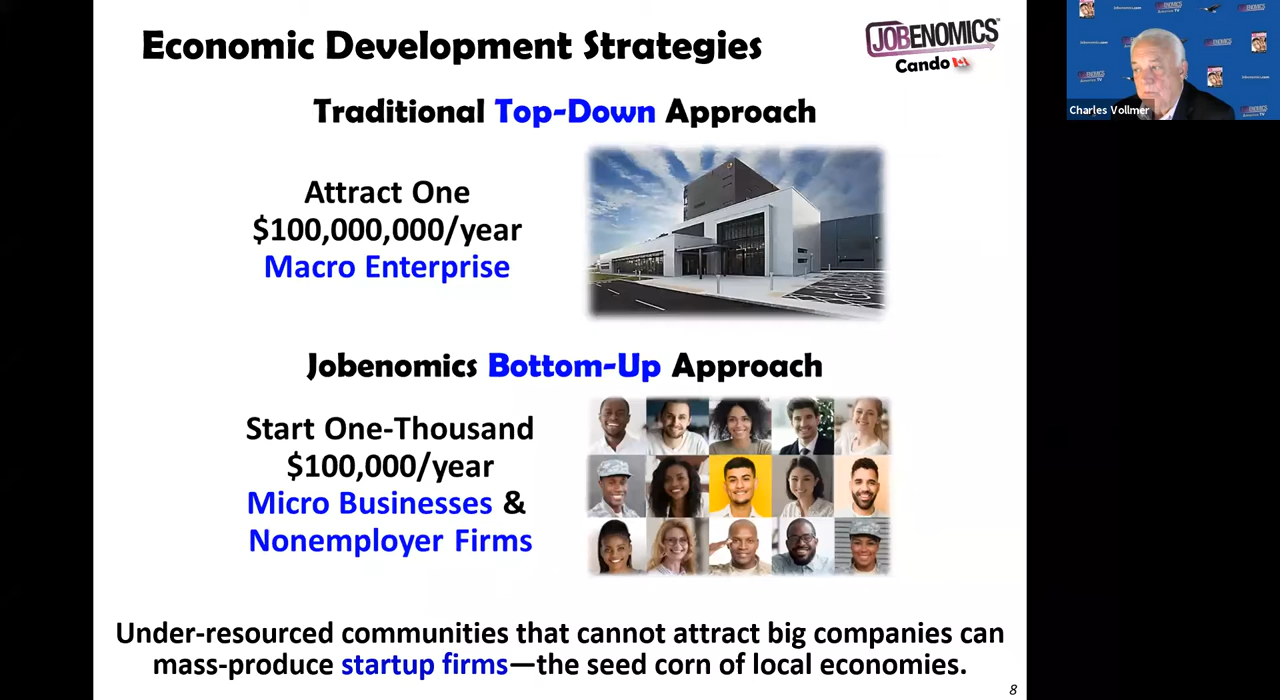 Economic Development Strategies
JOBENOMICS™
Cando
Traditional Top-Down Approach
Attract One
$100,000,000/year
Macro Enterprise
Jobenomics Bottom-Up Approach
Start One-Thousand
$100,000/year
Micro Businesses &
Nonemployer Firms
Under-resourced communities that cannot attract big companies can
mass-produce startup firms—the seed corn of local economies.
8
Charles Vollmer